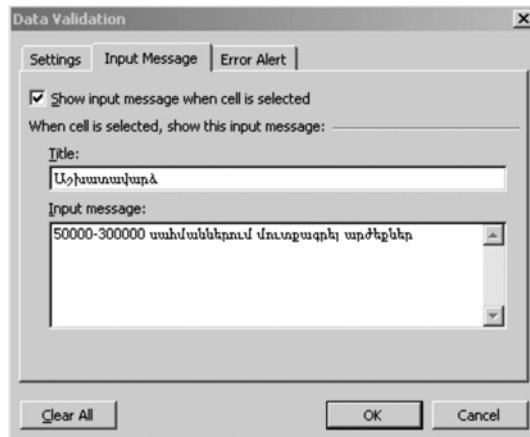 Data Validation
Settings Input Message Error Alert
Show input message when cell is selected
When cell is selected, show this input message:
Title:
Աշխատավարձ
Input message:
50000-300000 սահմաններում մուտքագրել արժեքներ
Clear All OK Cancel